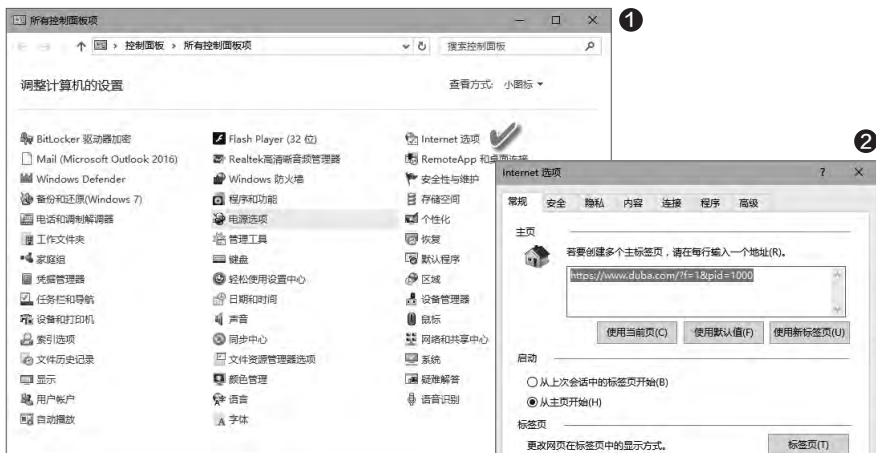 所有控制面板项
❶
控制面板 › 所有控制面板项
搜索控制面板
调整计算机的设置
查看方式: 小图标
BitLocker 驱动器加密
Flash Player (32 位)
Internet 选项
Mail (Microsoft Outlook 2016)
Realtek高清晰音频管理器
RemoteApp 和桌面连接
Windows Defender
Windows 防火墙
安全性与维护
备份和还原(Windows 7)
程序和功能
存储空间
电话和调制解调器
电源选项
个性化
工作文件夹
管理工具
恢复
家庭组
键盘
默认程序
凭据管理器
轻松使用设置中心
区域
任务栏和导航
日期和时间
设备管理器
设备和打印机
声音
鼠标
索引选项
同步中心
网络和共享中心
文件历史记录
文件资源管理器选项
系统
显示
颜色管理
疑难解答
用户帐户
语言
语音识别
自动播放
字体
❷
Internet 选项
常规 安全 隐私 内容 连接 程序 高级
主页
若要创建多个主标签页，请在每行输入一个地址(R)。
https://www.duba.com/?f=1&pid=1000
使用当前页(C) 使用默认值(F) 使用新标签页(U)
启动
从上次会话中的标签页开始(B)
从主页开始(H)
标签页
更改网页在标签页中的显示方式。
标签页(T)